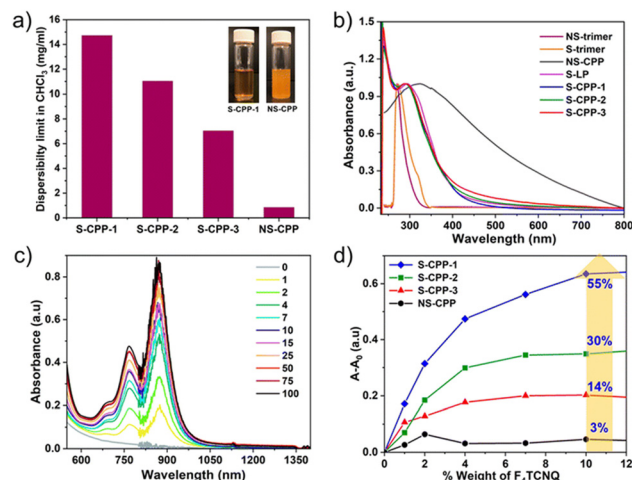 a)
Dispersibility limit in CHCl3 (mg/ml)
16
14
12
10
8
6
4
2
0
S-CPP-1 S-CPP-2 S-CPP-3 NS-CPP
S-CPP-1 NS-CPP
b)
Absorbance (a.u.)
1.5
1.2
0.9
0.6
0.3
0.0
300 400 500 600 700 800
Wavelength (nm)
NS-trimer
S-trimer
NS-CPP
S-LP
S-CPP-1
S-CPP-2
S-CPP-3
c)
Absorbance (a.u)
0.8
0.6
0.4
0.2
0.0
600 750 900 1050 1200 1350
Wavelength (nm)
0
1
2
4
7
10
15
25
50
75
100
d)
A-A0 (a.u)
0.6
0.4
0.2
0.0
0 2 4 6 8 10 12
% Weight of F4TCNQ
S-CPP-1
S-CPP-2
S-CPP-3
NS-CPP
55%
30%
14%
3%